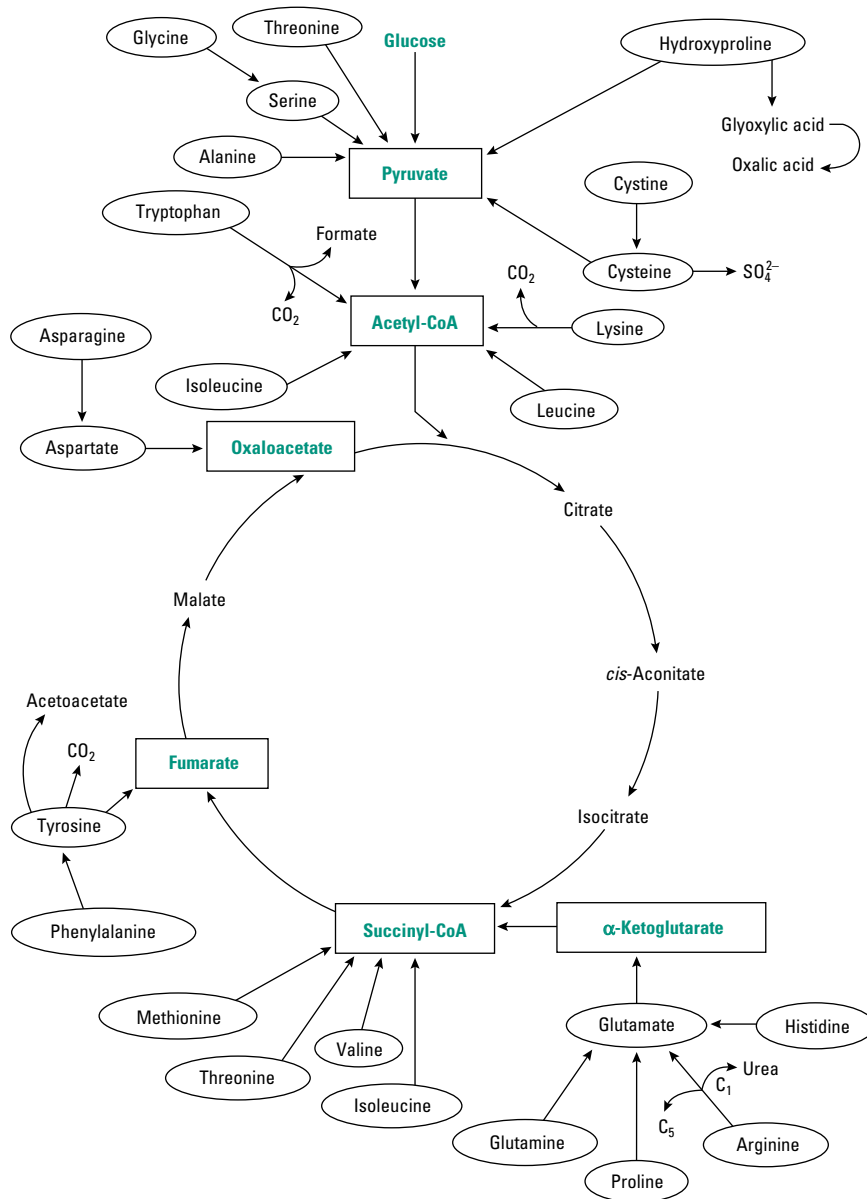 Threonine
Glycine
Glucose
Hydroxyproline
Serine
Glyoxylic acid
Alanine
Pyruvate
Oxalic acid
Cystine
Tryptophan
Formate
CO₂
Cysteine
SO₄²⁻
CO₂
Acetyl-CoA
Lysine
Asparagine
Isoleucine
Leucine
Aspartate
Oxaloacetate
Citrate
Malate
cis-Aconitate
Acetoacetate
CO₂
Fumarate
Tyrosine
Isocitrate
Phenylalanine
Succinyl-CoA
α-Ketoglutarate
Methionine
Glutamate
Histidine
Valine
Threonine
Urea
C₁
Isoleucine
C₅
Glutamine
Arginine
Proline